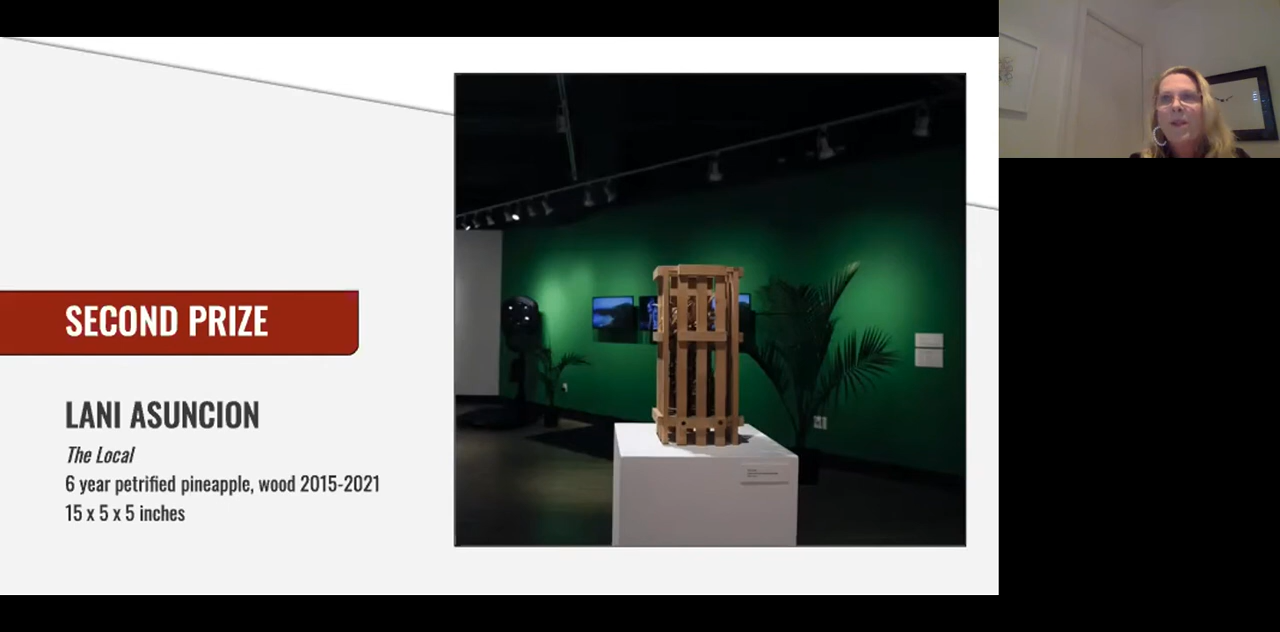 SECOND PRIZE
LANI ASUNCION
The Local
6 year petrified pineapple, wood 2015-2021
15 x 5 x 5 inches